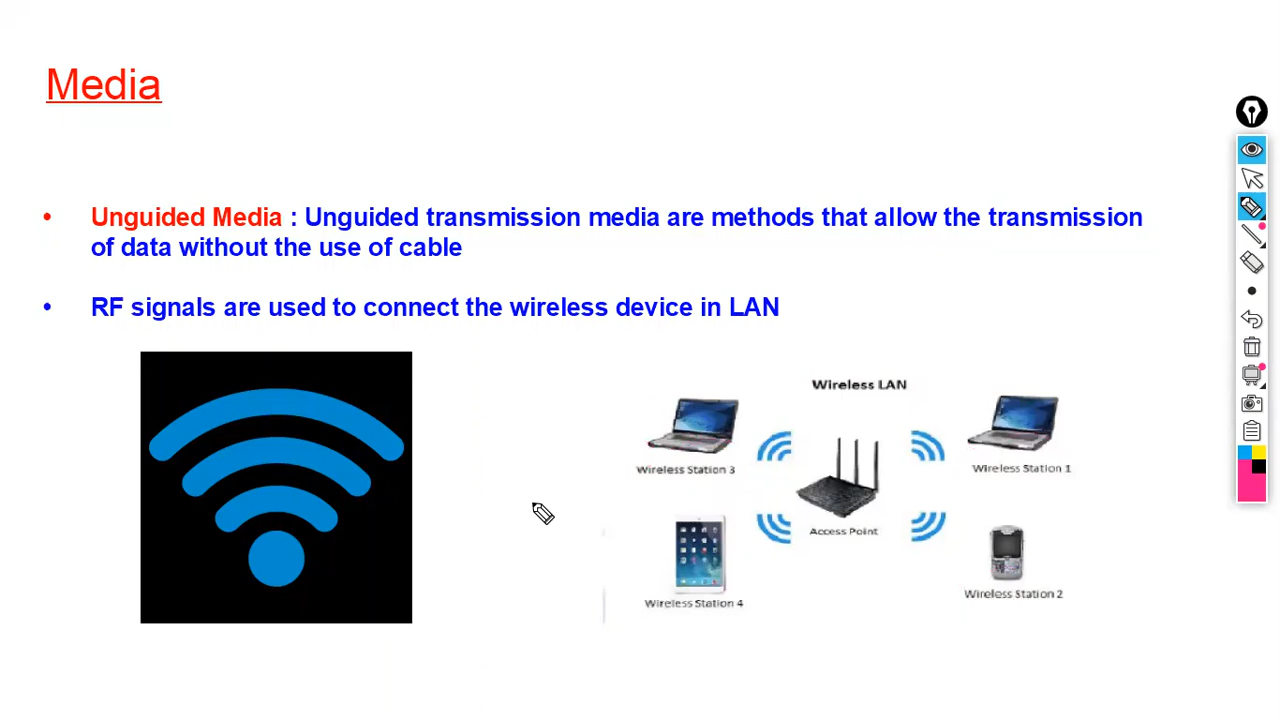 Media
• Unguided Media : Unguided transmission media are methods that allow the transmission
of data without the use of cable
• RF signals are used to connect the wireless device in LAN
Wireless LAN
Wireless Station 3
Wireless Station 1
Access Point
Wireless Station 4
Wireless Station 2